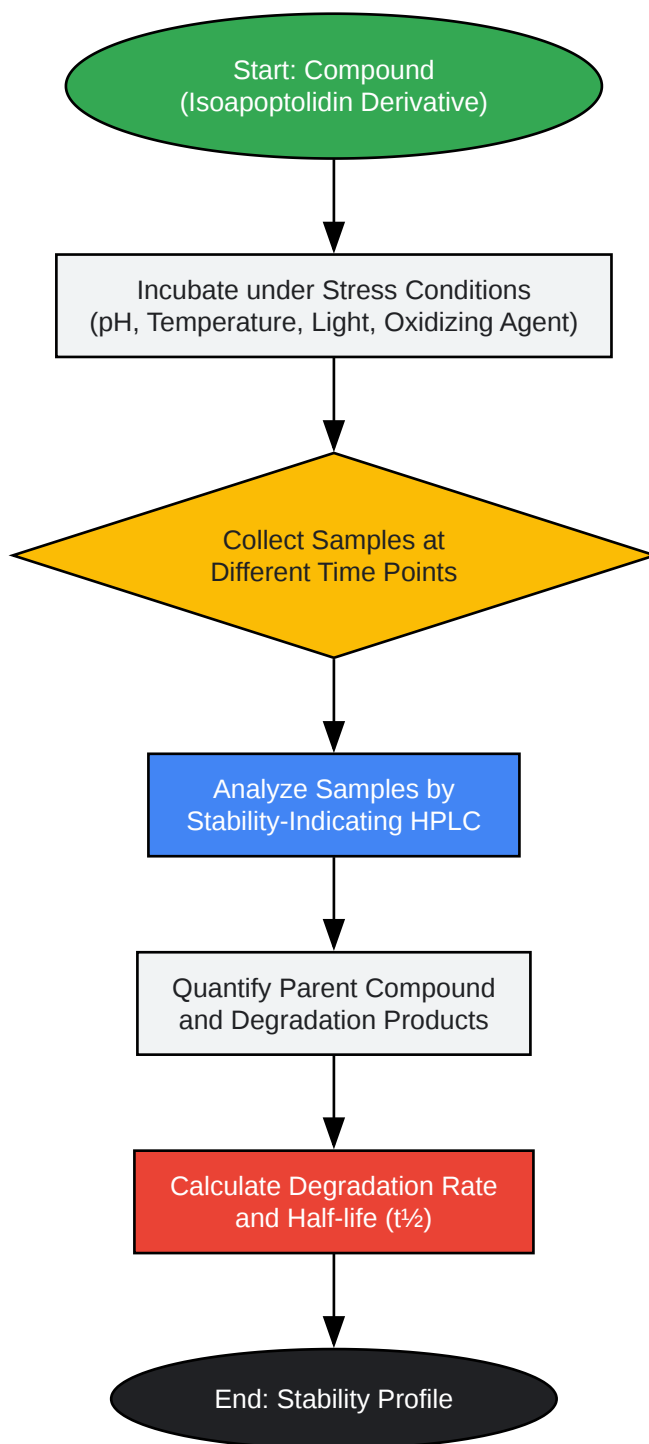 Start: Compound
(Isoapoptolidin Derivative)
Incubate under Stress Conditions
(pH, Temperature, Light, Oxidizing Agent)
Collect Samples at
Different Time Points
Analyze Samples by
Stability-Indicating HPLC
Quantify Parent Compound
and Degradation Products
Calculate Degradation Rate
and Half-life (t½)
End: Stability Profile